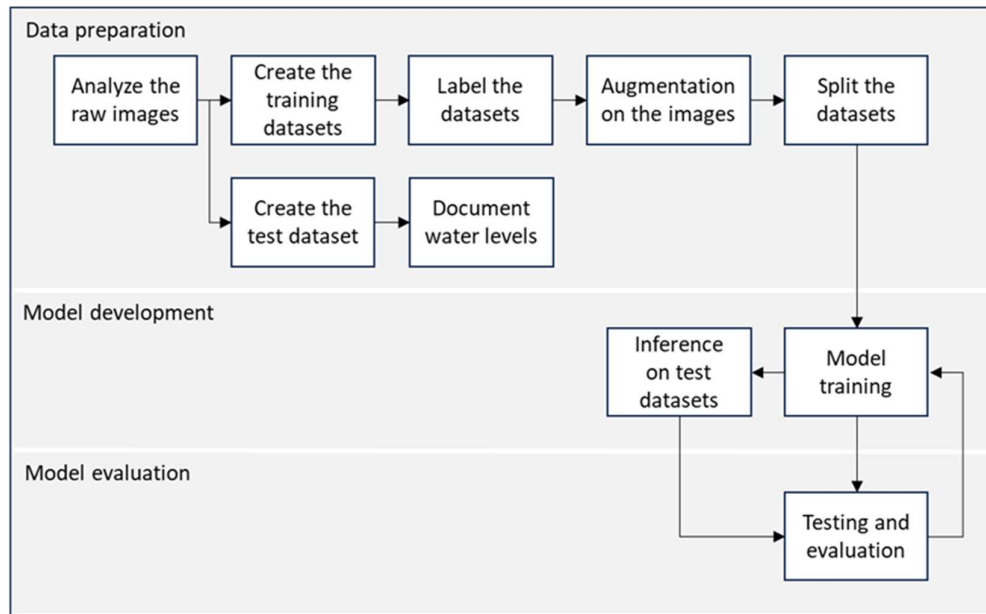 Data preparation
Analyze the
raw images
Create the
training
datasets
Label the
datasets
Augmentation
on the images
Split the
datasets
Create the
test dataset
Document
water levels
Model development
Inference
on test
datasets
Model
training
Model evaluation
Testing and
evaluation